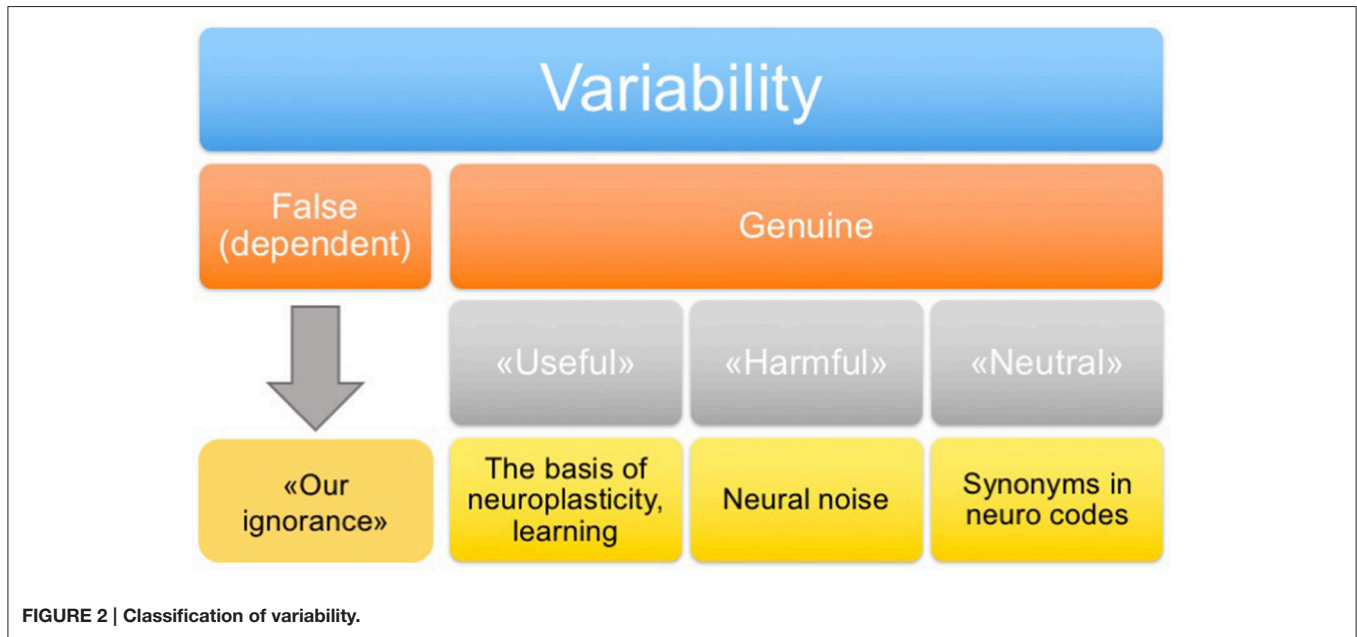 Variability
False
(dependent)
Genuine
«Useful»
«Harmful»
«Neutral»
«Our
ignorance»
The basis of
neuroplasticity,
learning
Neural noise
Synonyms in
neuro codes
FIGURE 2 | Classification of variability.